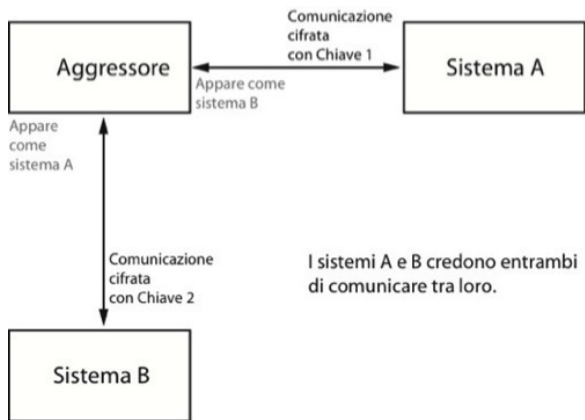 Comunicazione
cifrata
con Chiave 1
Aggressore
Sistema A
Appare come
sistema B
Appare
come
sistema A
Comunicazione
cifrata
con Chiave 2
I sistemi A e B credono entrambi
di comunicare tra loro.
Sistema B